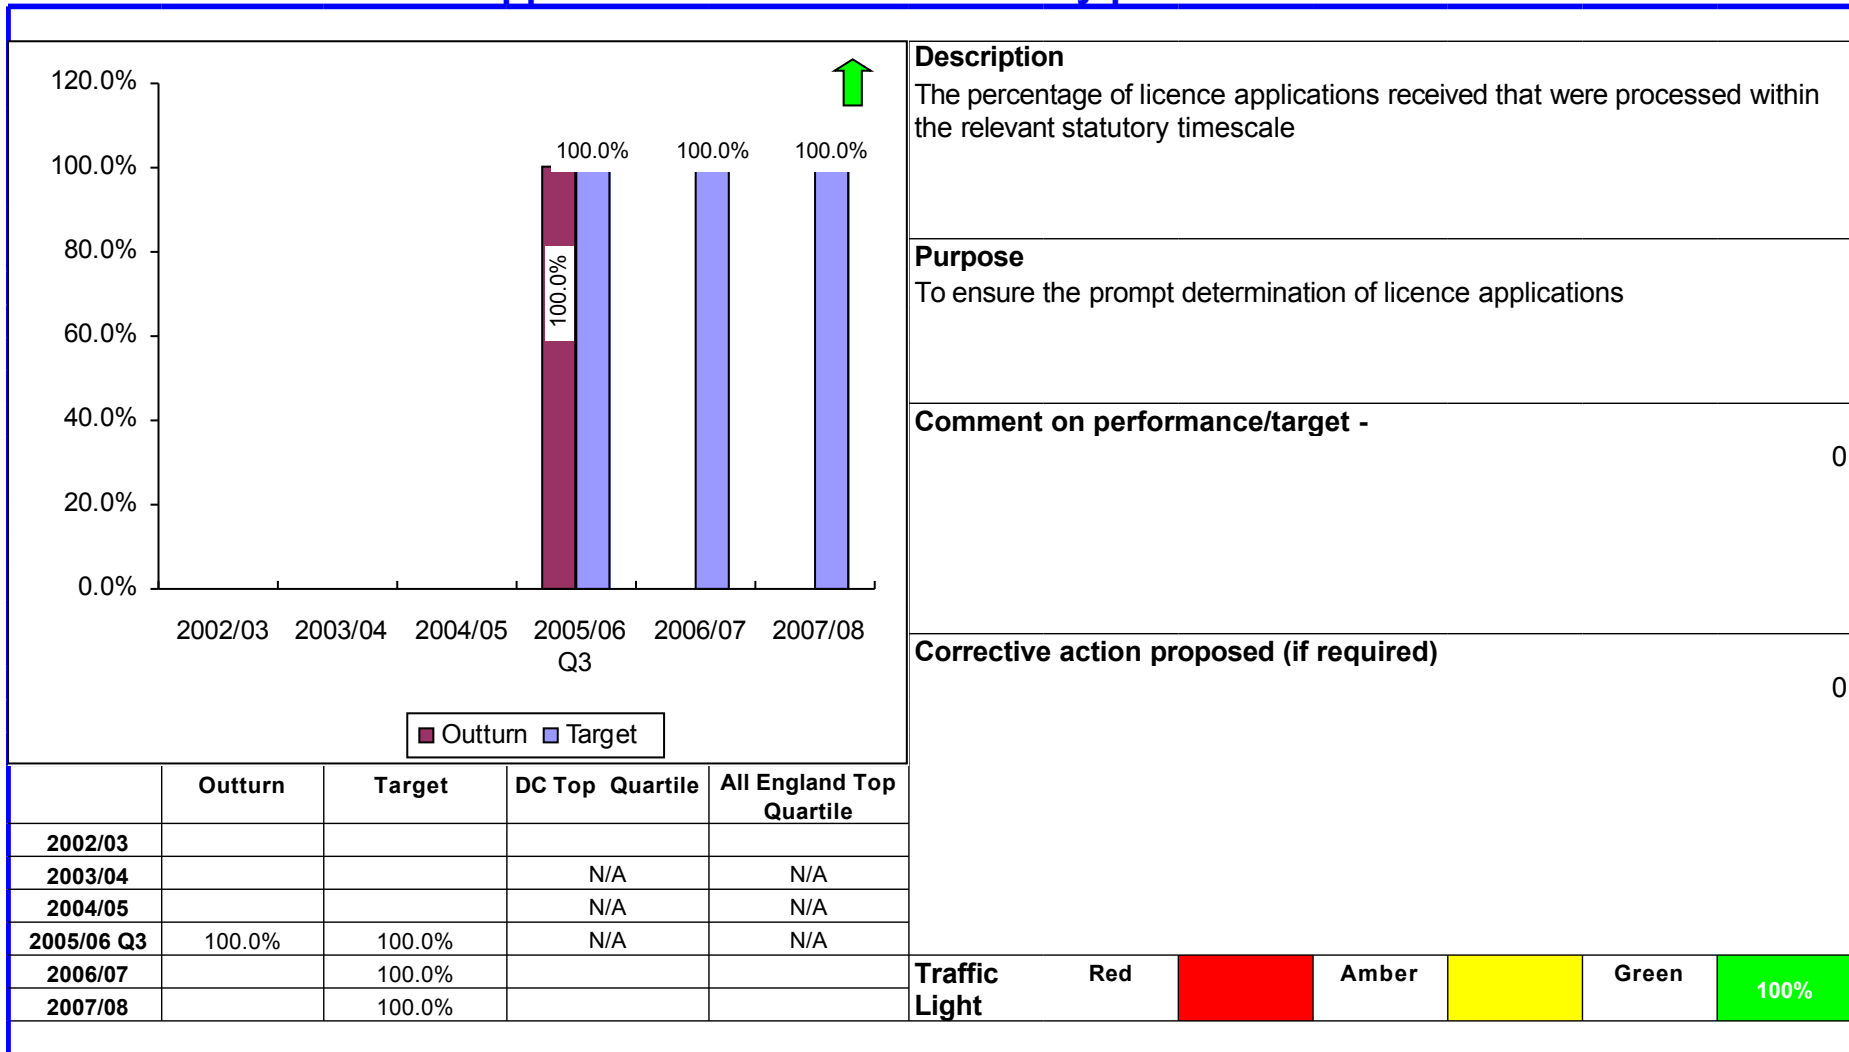 120.0%
100.0%
80.0%
60.0%
40.0%
20.0%
0.0%
100.0% 100.0% 100.0%
100.0%
2002/03 2003/04 2004/05 2005/06 2006/07 2007/08
Q3
Outturn Target
Description
The percentage of licence applications received that were processed within
the relevant statutory timescale
Purpose
To ensure the prompt determination of licence applications
Comment on performance/target -
0
Corrective action proposed (if required)
0
Outturn Target DC Top Quartile All England Top
Quartile
2002/03
2003/04 N/A N/A
2004/05 N/A N/A
2005/06 Q3 100.0% 100.0% N/A N/A
2006/07 100.0%
2007/08 100.0%
Traffic Red Amber Green 100%
Light